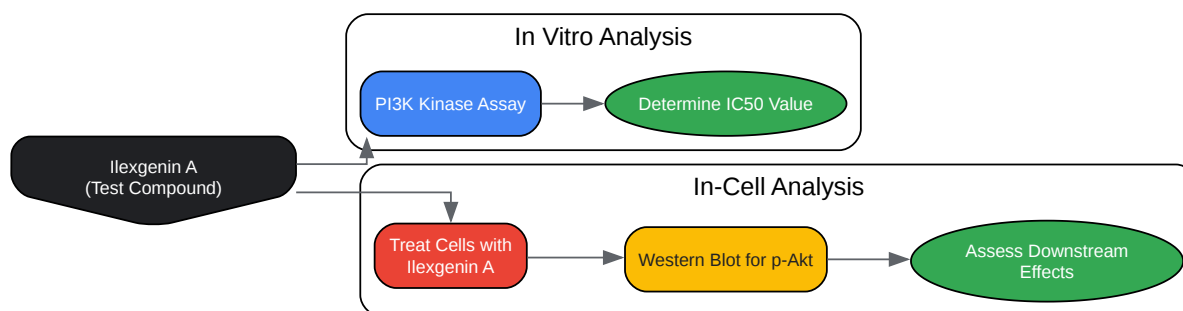 In Vitro Analysis
PI3K Kinase Assay
Determine IC50 Value
Ilexgenin A
(Test Compound)
In-Cell Analysis
Treat Cells with
Ilexgenin A
Western Blot for p-Akt
Assess Downstream
Effects